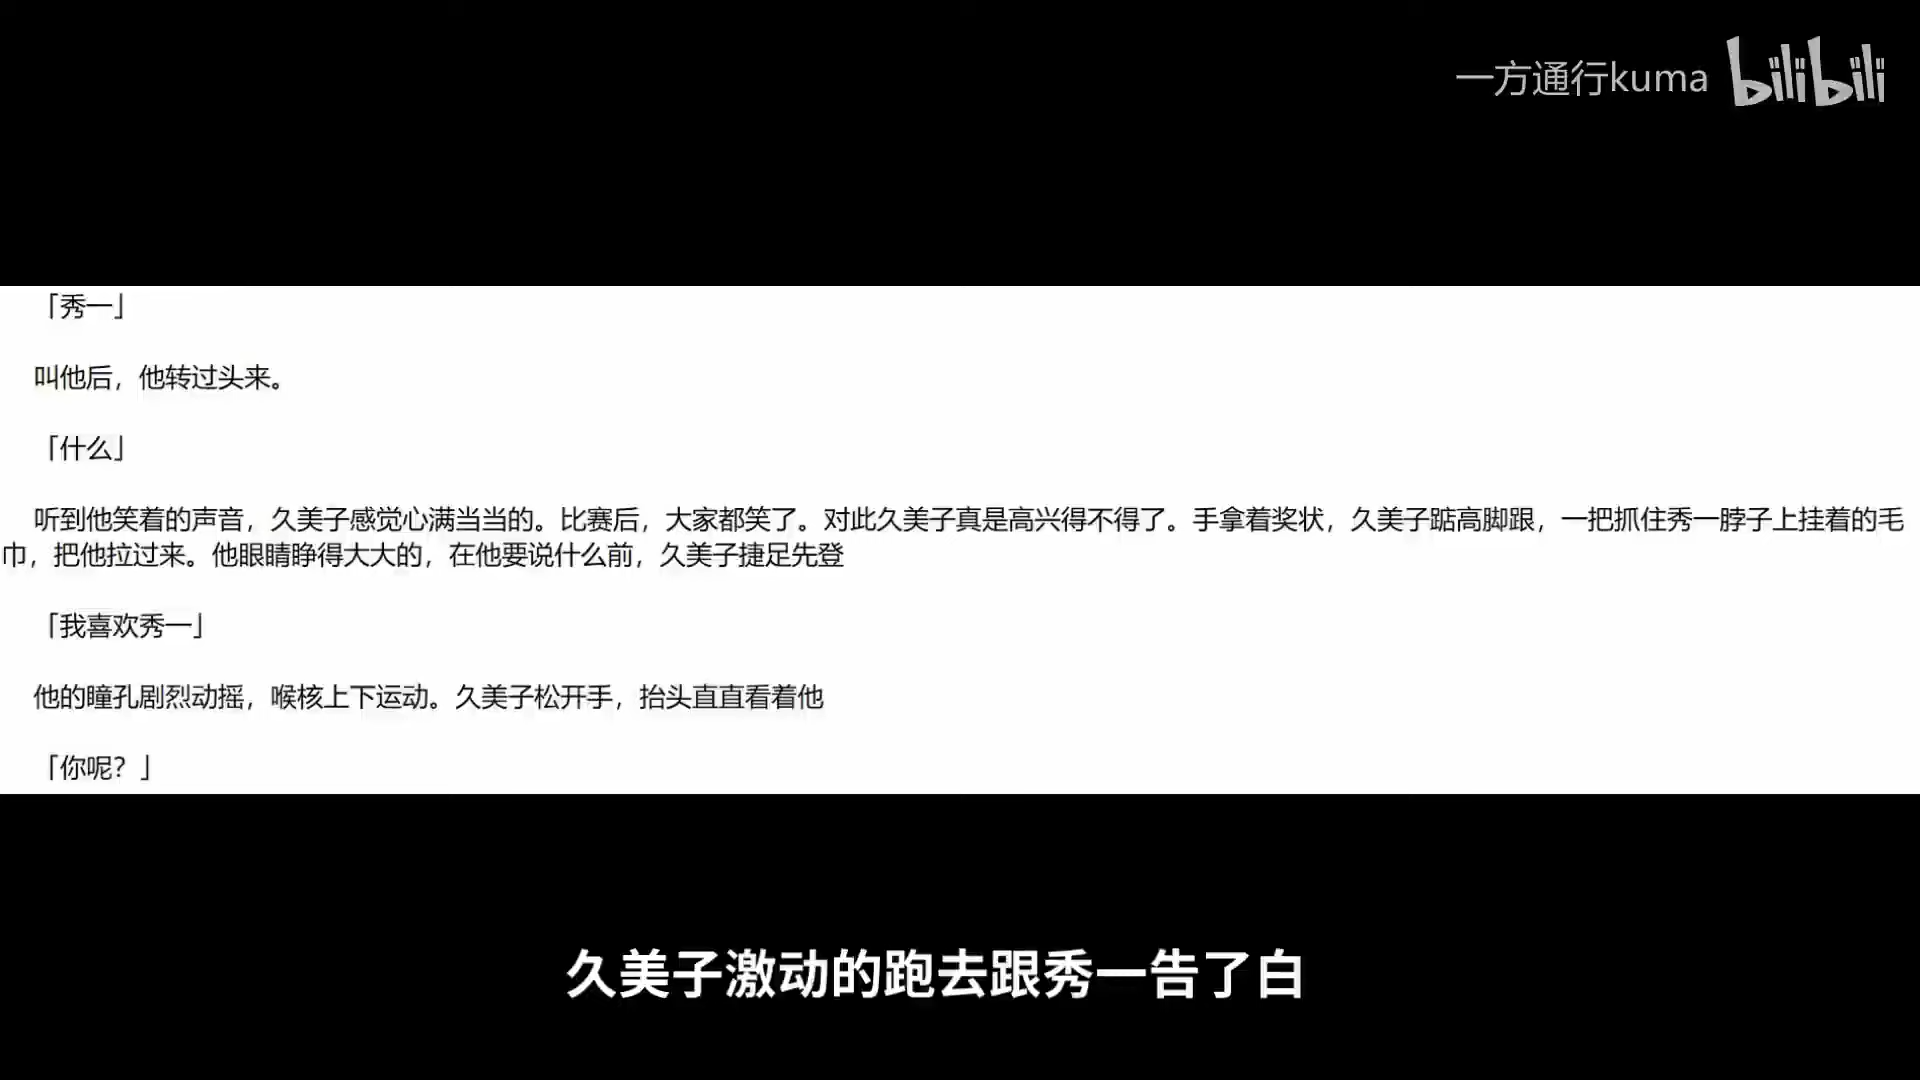 一方通行kuma bilibili
「秀一」
叫他后，他转过头来。
「什么」
听到他笑着的声音，久美子感觉心满当当的。比赛后，大家都笑了。对此久美子真是高兴得不得了。手拿着奖状，久美子踮高脚跟，一把抓住秀一脖子上挂着的毛
巾，把他拉过来。他眼睛睁得大大的，在他要说什么前，久美子捷足先登
「我喜欢秀一」
他的瞳孔剧烈动摇，喉核上下运动。久美子松开手，抬头直直看着他
「你呢？」
久美子激动的跑去跟秀一告了白